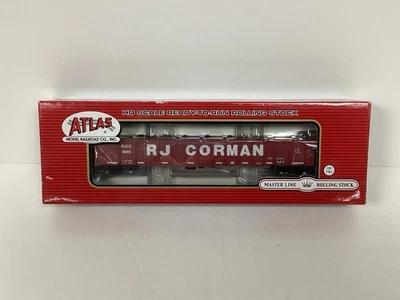 HO SCALE READY-TO-RUN ROLLING STOCK
ATLAS
MODEL RAILROAD CO., INC.
RJ CORMAN
MASTER LINE ROLLING STOCK